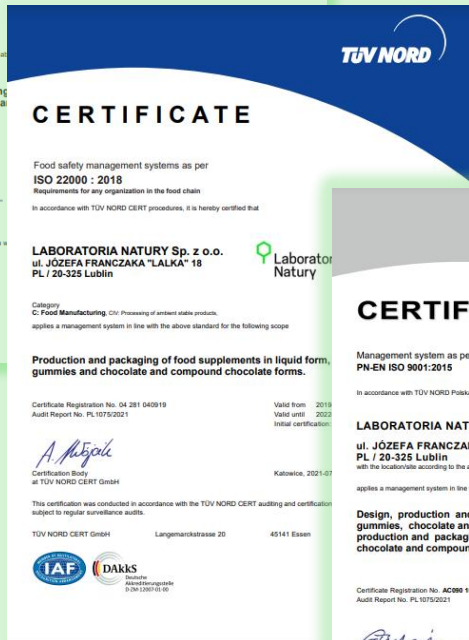 TÜV NORD
CERTIFICATE
Food safety management systems as per
ISO 22000 : 2018
Requirements for any organization in the food chain
In accordance with TÜV NORD CERT procedures, it is hereby certified that
LABORATORIA NATURY Sp. z o.o.
ul. JÓZEFA FRANCZAKA "LALKA" 18
PL / 20-325 Lublin
Laborator
Natury
Category
C: Food Manufacturing, CIV: Processing of ambient stable products,
applies a management system in line with the above standard for the following scope
Production and packaging of food supplements in liquid form,
gummies and chocolate and compound chocolate forms.
Certificate Registration No. 04 281 040919
Audit Report No. PL1075/2021
Valid from 2019
Valid until 2022
Initial certification:
Certification Body
at TÜV NORD CERT GmbH
Katowice, 2021-07
This certification was conducted in accordance with the TÜV NORD CERT auditing and certification
subject to regular surveillance audits.
TÜV NORD CERT GmbH Langemarckstrasse 20 45141 Essen
IAF
DAkkS
Deutsche
Akkreditierungsstelle
D-ZM-12007-01-00
CERTIF
Management system as pe
PN-EN ISO 9001:2015
In accordance with TÜV NORD Polska
LABORATORIA NAT
ul. JÓZEFA FRANCZAK
PL / 20-325 Lublin
with the location/site according to the a
applies a management system in line
Design, production and
gummies, chocolate an
production and packag
chocolate and compoun
Certificate Registration No. AC090 1
Audit Report No. PL1075/2021